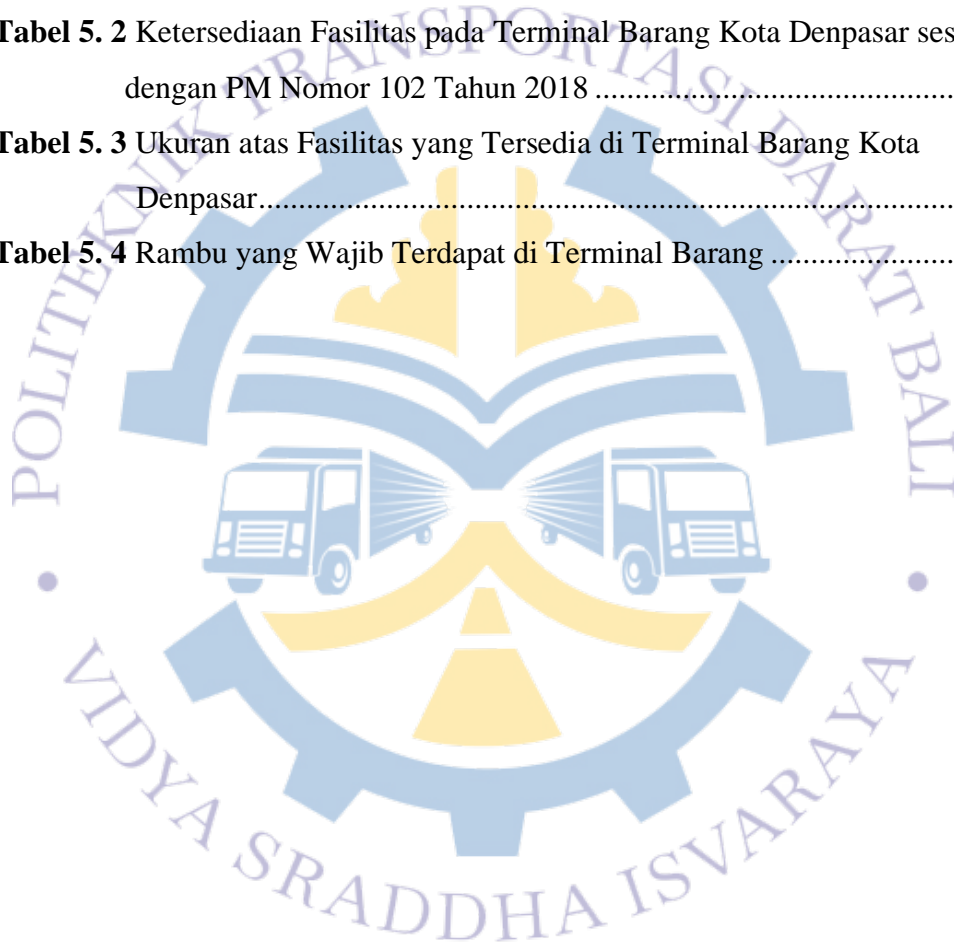 Tabel 5. 2 Ketersediaan Fasilitas pada Terminal Barang Kota Denpasar ses
dengan PM Nomor 102 Tahun 2018 ............................................
Tabel 5. 3 Ukuran atas Fasilitas yang Tersedia di Terminal Barang Kota
Denpasar.......................................................................................
Tabel 5. 4 Rambu yang Wajib Terdapat di Terminal Barang .......................
POLITEKNIK TRANSPORTASI DARAT BALI
• VIDYA SRADDHA ISVARAYA •